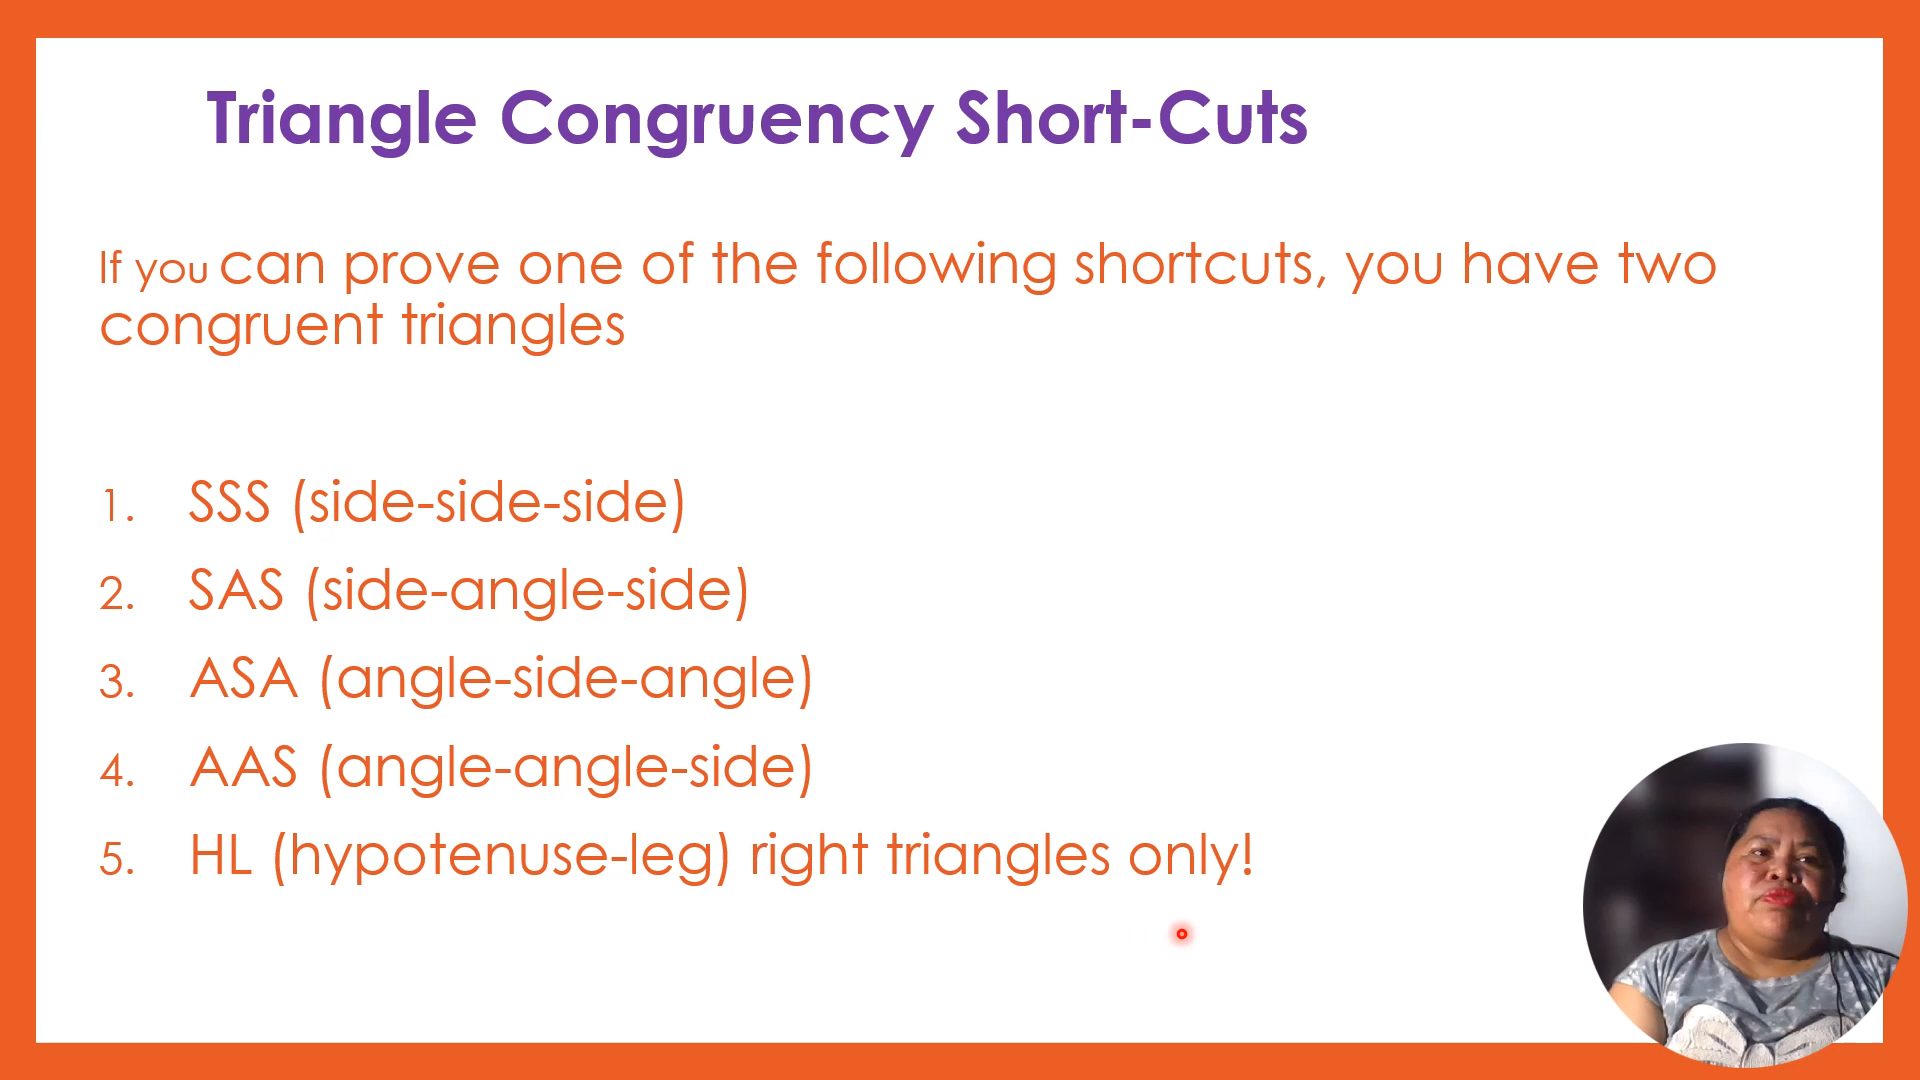 Triangle Congruency Short-Cuts
If you can prove one of the following shortcuts, you have two
congruent triangles
1. SSS (side-side-side)
2. SAS (side-angle-side)
3. ASA (angle-side-angle)
4. AAS (angle-angle-side)
5. HL (hypotenuse-leg) right triangles only!